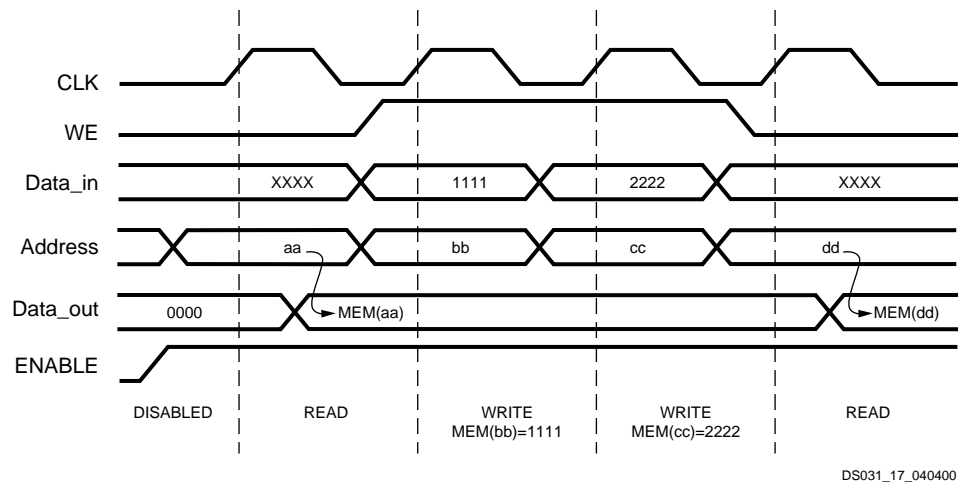 CLK
WE
Data_in XXXX 1111 2222 XXXX
Address aa bb cc dd
Data_out 0000 MEM(aa) MEM(dd)
ENABLE
DISABLED READ WRITE WRITE READ
MEM(bb)=1111 MEM(cc)=2222
DS031_17_040400